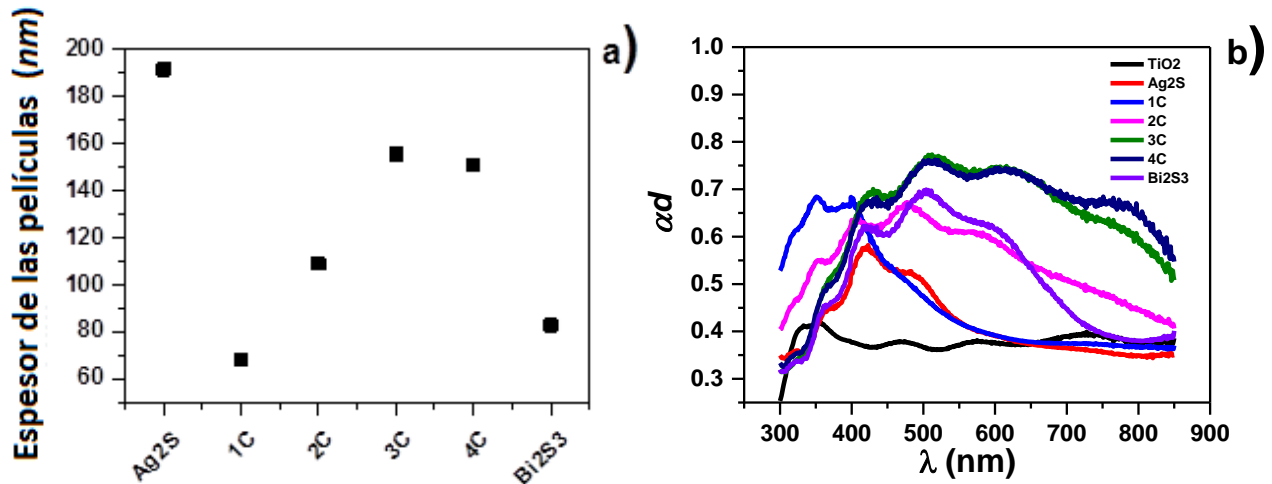 a)
Espesor de las películas (nm)
200
180
160
140
120
100
80
60
Ag2S
1C
2C
3C
4C
Bi2S3
b)
αd
1.0
0.9
0.8
0.7
0.6
0.5
0.4
0.3
TiO2
Ag2S
1C
2C
3C
4C
Bi2S3
300 400 500 600 700 800 900
λ (nm)